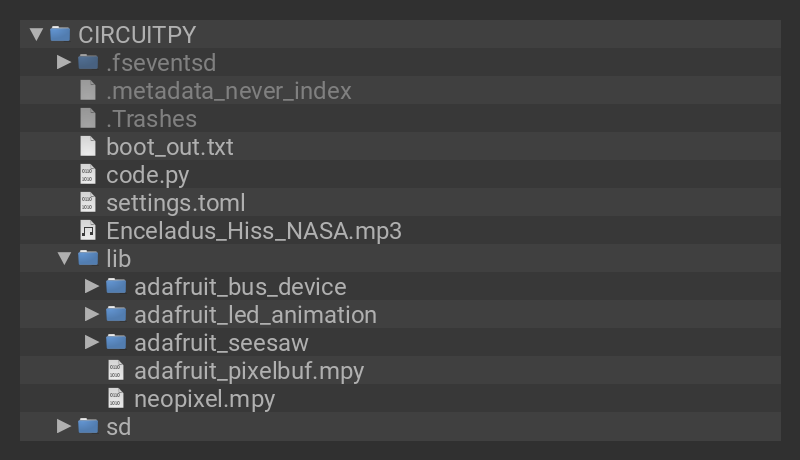 CIRCUITPY
.fseventsd
.metadata_never_index
.Trashes
boot_out.txt
code.py
settings.toml
Enceladus_Hiss_NASA.mp3
lib
adafruit_bus_device
adafruit_led_animation
adafruit_seesaw
adafruit_pixelbuf.mpy
neopixel.mpy
sd